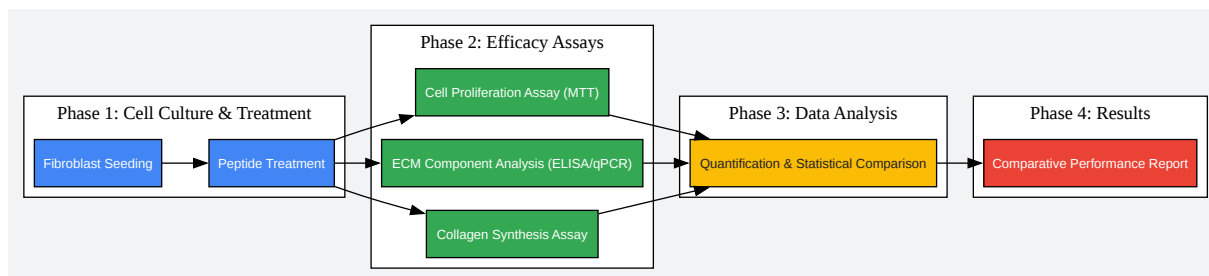 Phase 1: Cell Culture & Treatment
Fibroblast Seeding
Peptide Treatment
Phase 2: Efficacy Assays
Cell Proliferation Assay (MTT)
ECM Component Analysis (ELISA/qPCR)
Collagen Synthesis Assay
Phase 3: Data Analysis
Quantification & Statistical Comparison
Phase 4: Results
Comparative Performance Report